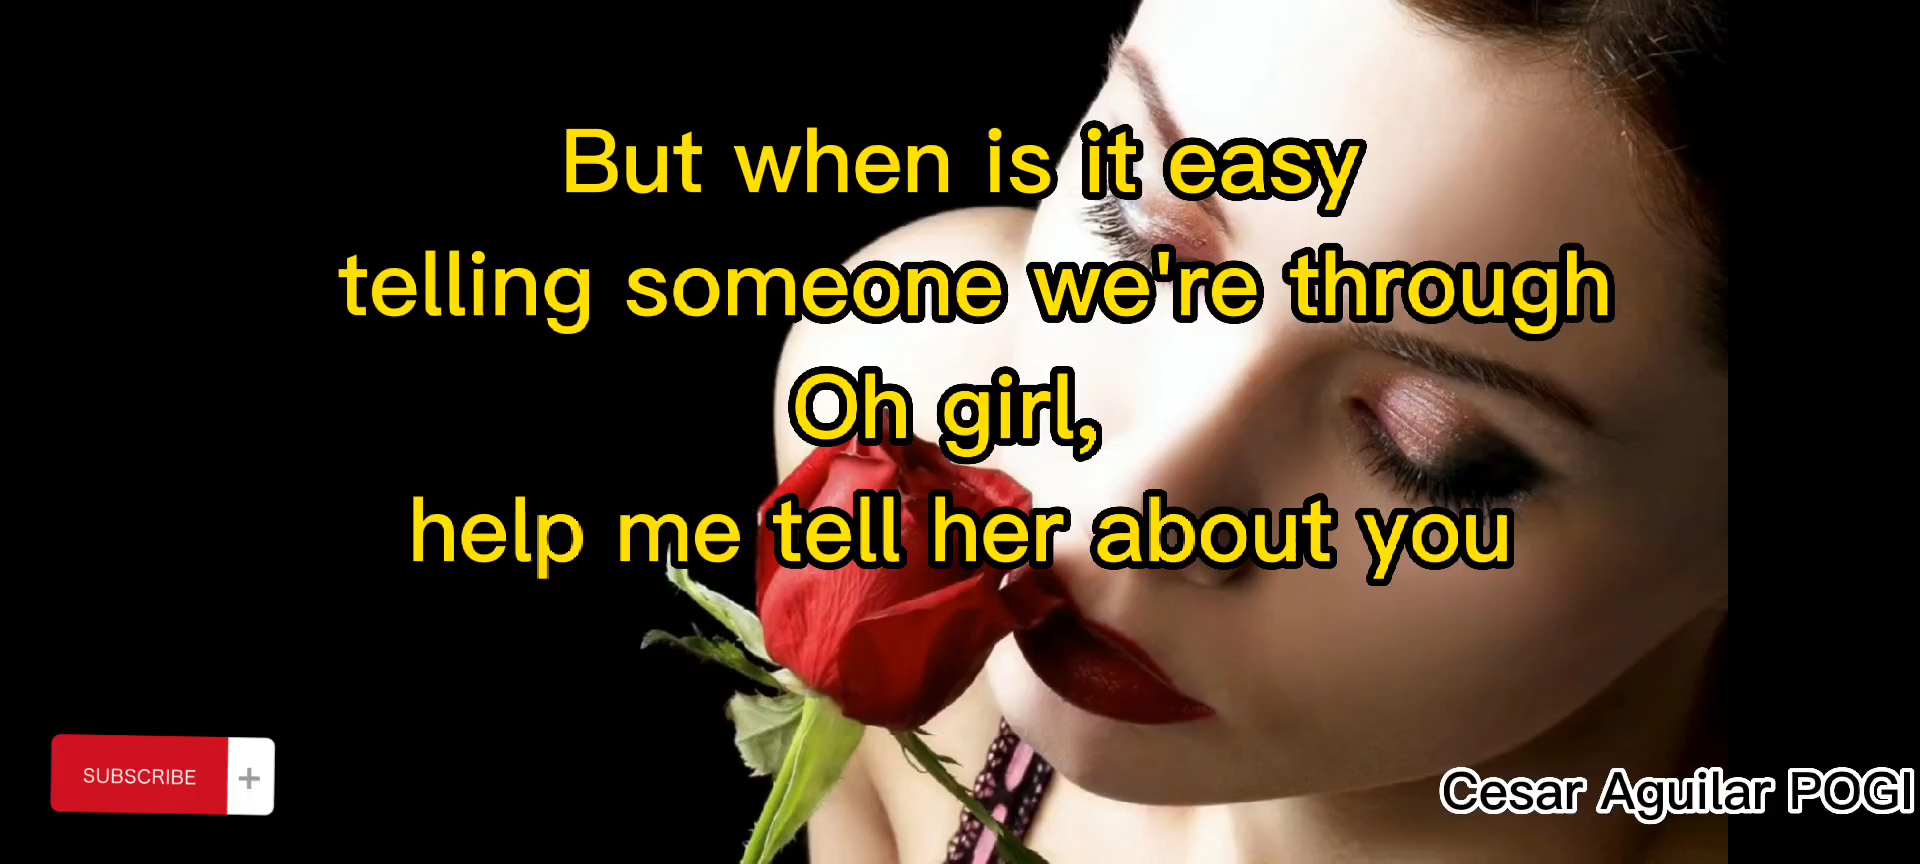 But when is it easy
telling someone we're through
Oh girl,
help me tell her about you
SUBSCRIBE +
Cesar Aguilar POGI